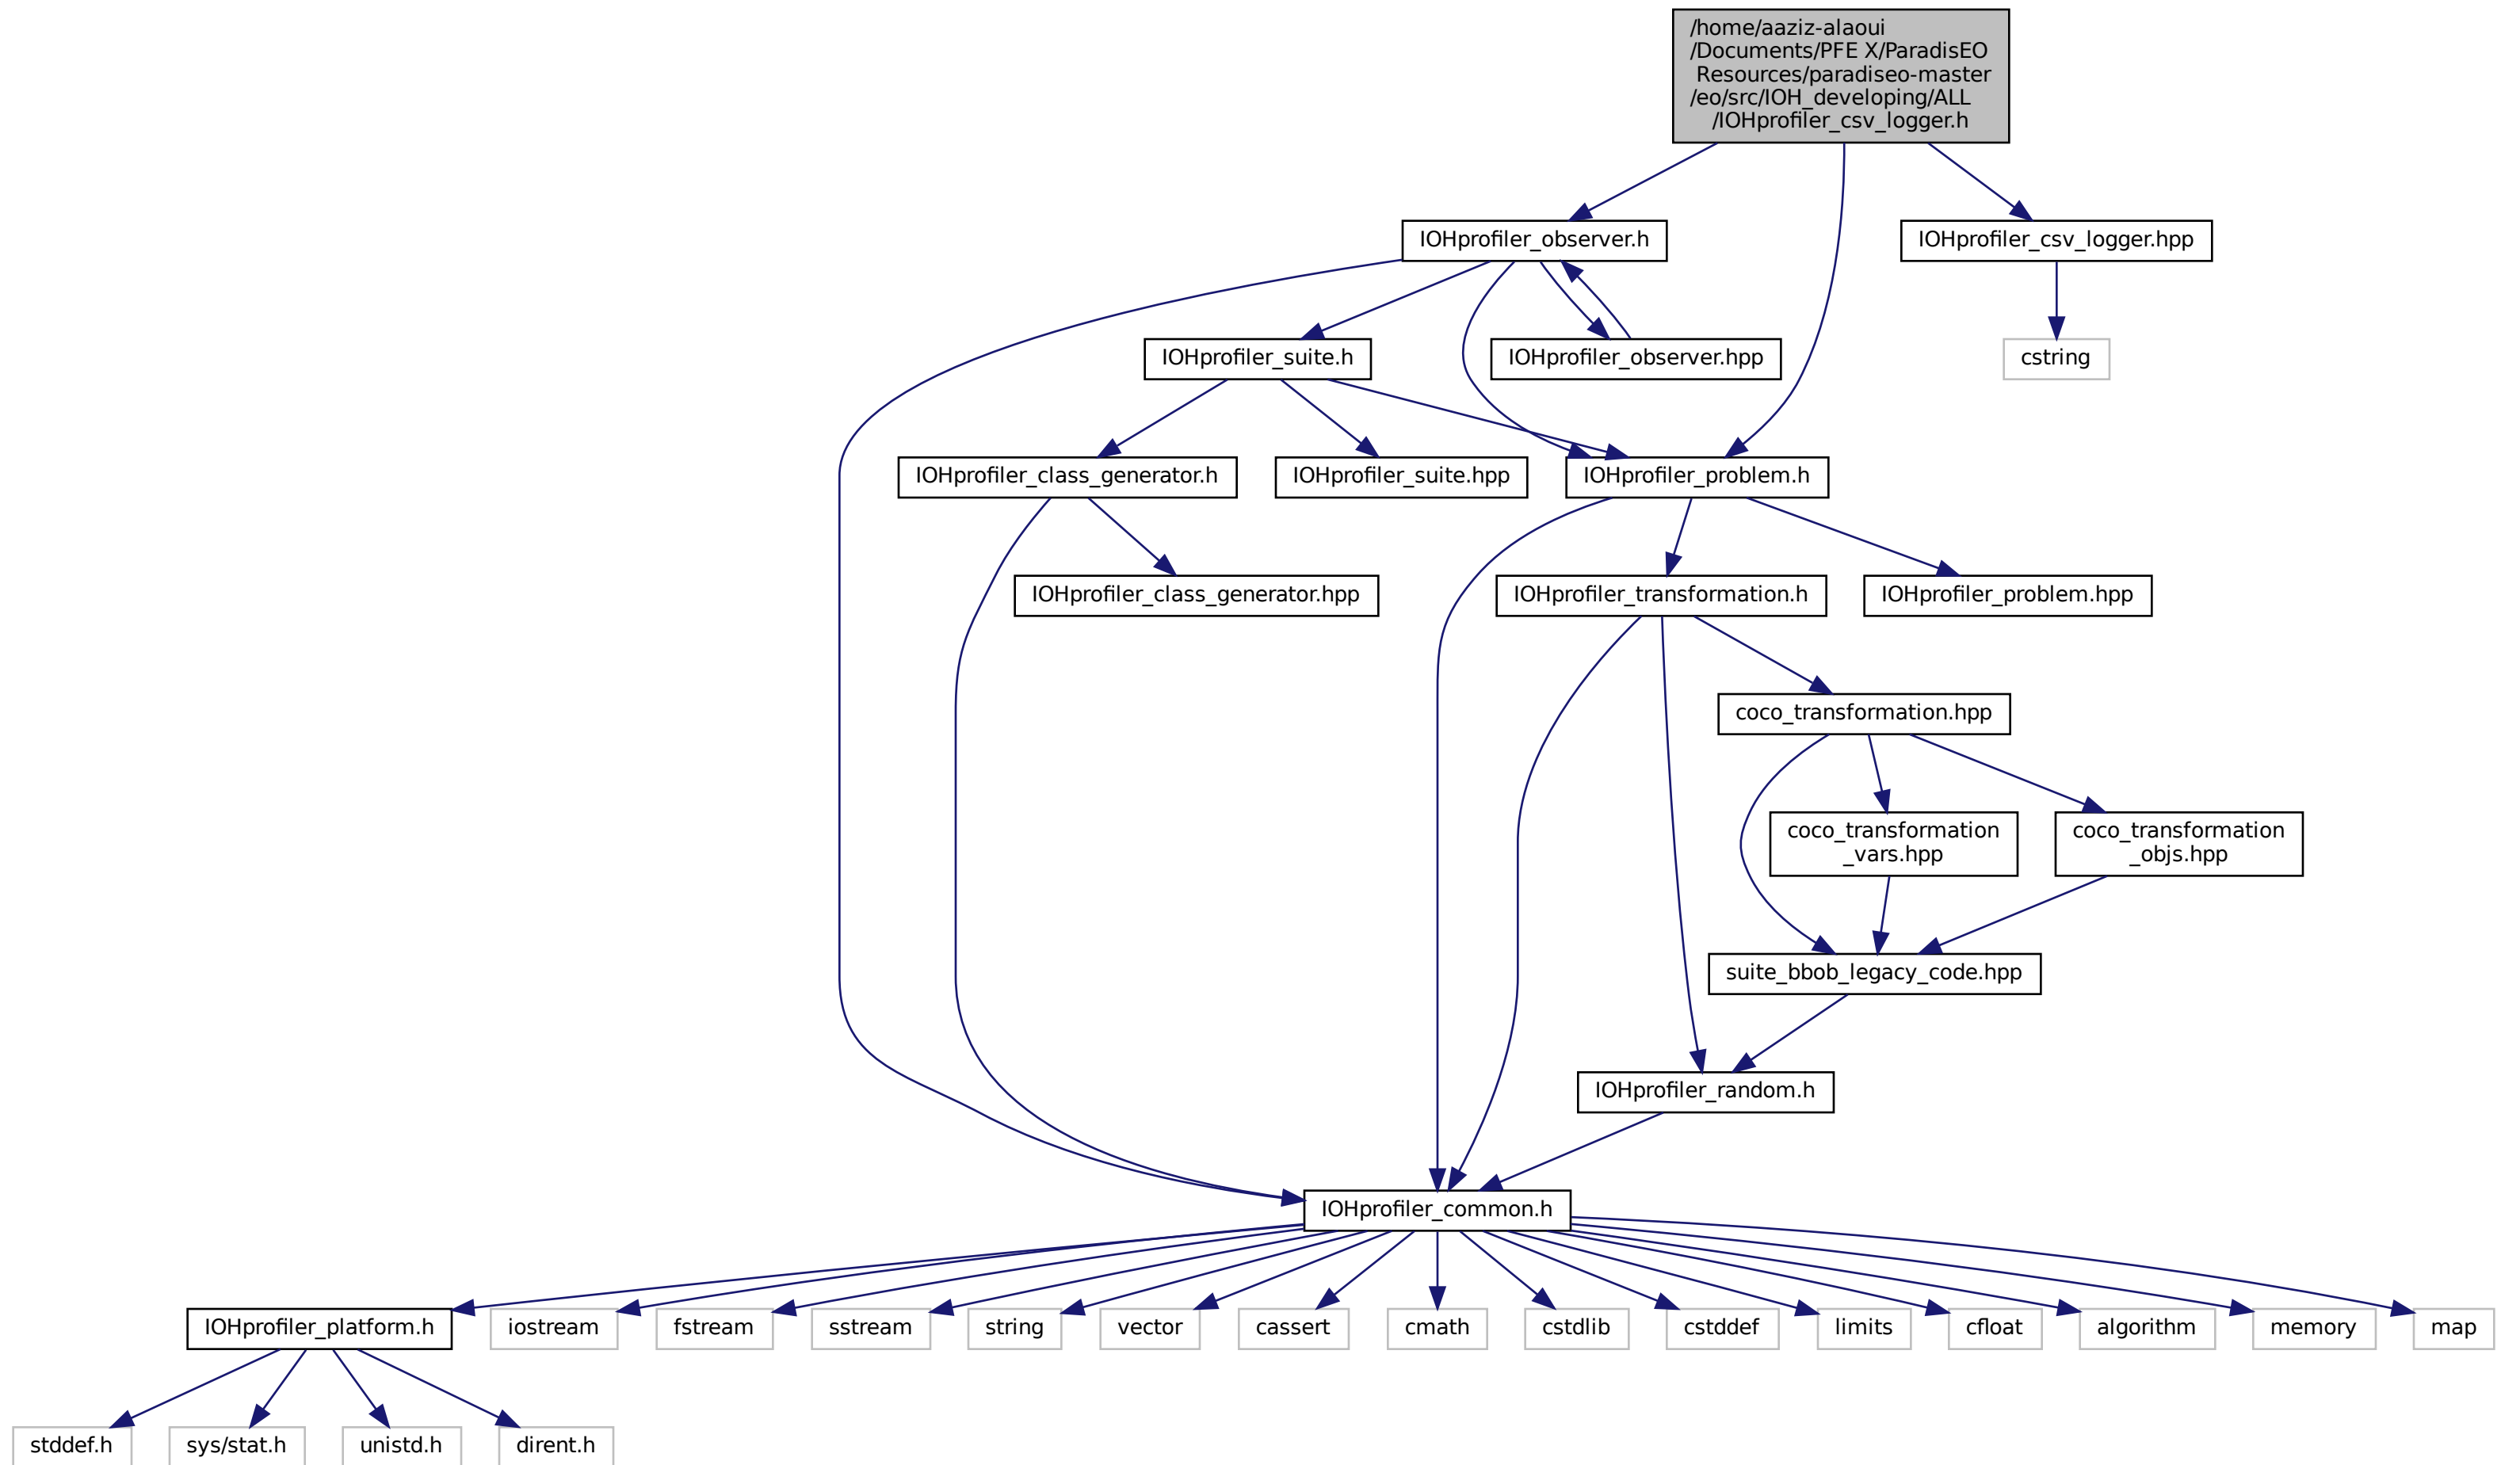 /home/aaziz-alaoui
/Documents/PFE X/ParadisEO
Resources/paradiseo-master
/eo/src/IOH_developing/ALL
/IOHprofiler_csv_logger.h
IOHprofiler_observer.h
IOHprofiler_csv_logger.hpp
IOHprofiler_suite.h
IOHprofiler_observer.hpp
cstring
IOHprofiler_class_generator.h
IOHprofiler_suite.hpp
IOHprofiler_problem.h
IOHprofiler_class_generator.hpp
IOHprofiler_transformation.h
IOHprofiler_problem.hpp
coco_transformation.hpp
coco_transformation
_vars.hpp
coco_transformation
_objs.hpp
suite_bbob_legacy_code.hpp
IOHprofiler_random.h
IOHprofiler_common.h
IOHprofiler_platform.h
iostream
fstream
sstream
string
vector
cassert
cmath
cstdlib
cstddef
limits
cfloat
algorithm
memory
map
stddef.h
sys/stat.h
unistd.h
dirent.h